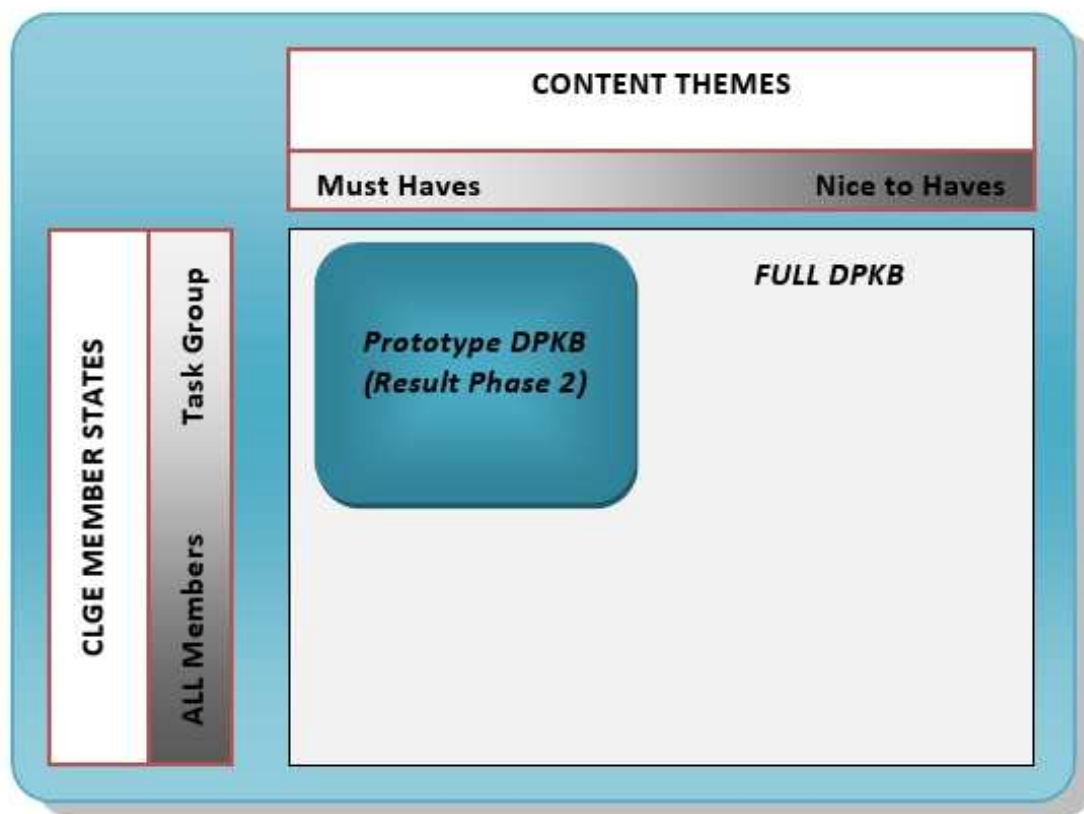 CONTENT THEMES
Must Haves
Nice to Haves
CLGE MEMBER STATES
Task Group
ALL Members
Prototype DPKB
(Result Phase 2)
FULL DPKB